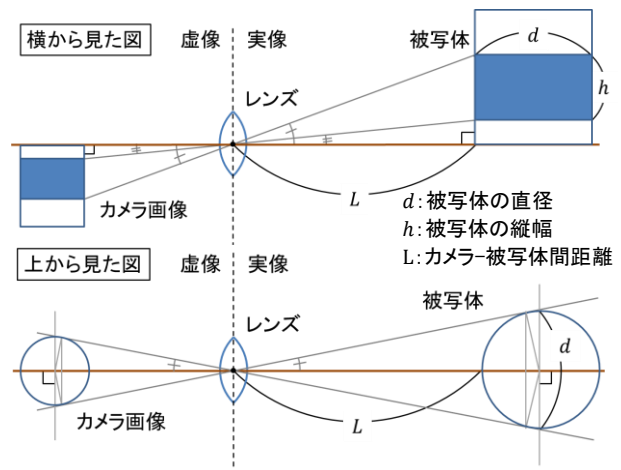 横から見た図
虚像
実像
被写体
d
レンズ
h
L
カメラ画像
d:被写体の直径
h:被写体の縦幅
L:カメラ−被写体間距離
上から見た図
虚像
実像
被写体
レンズ
d
カメラ画像
L